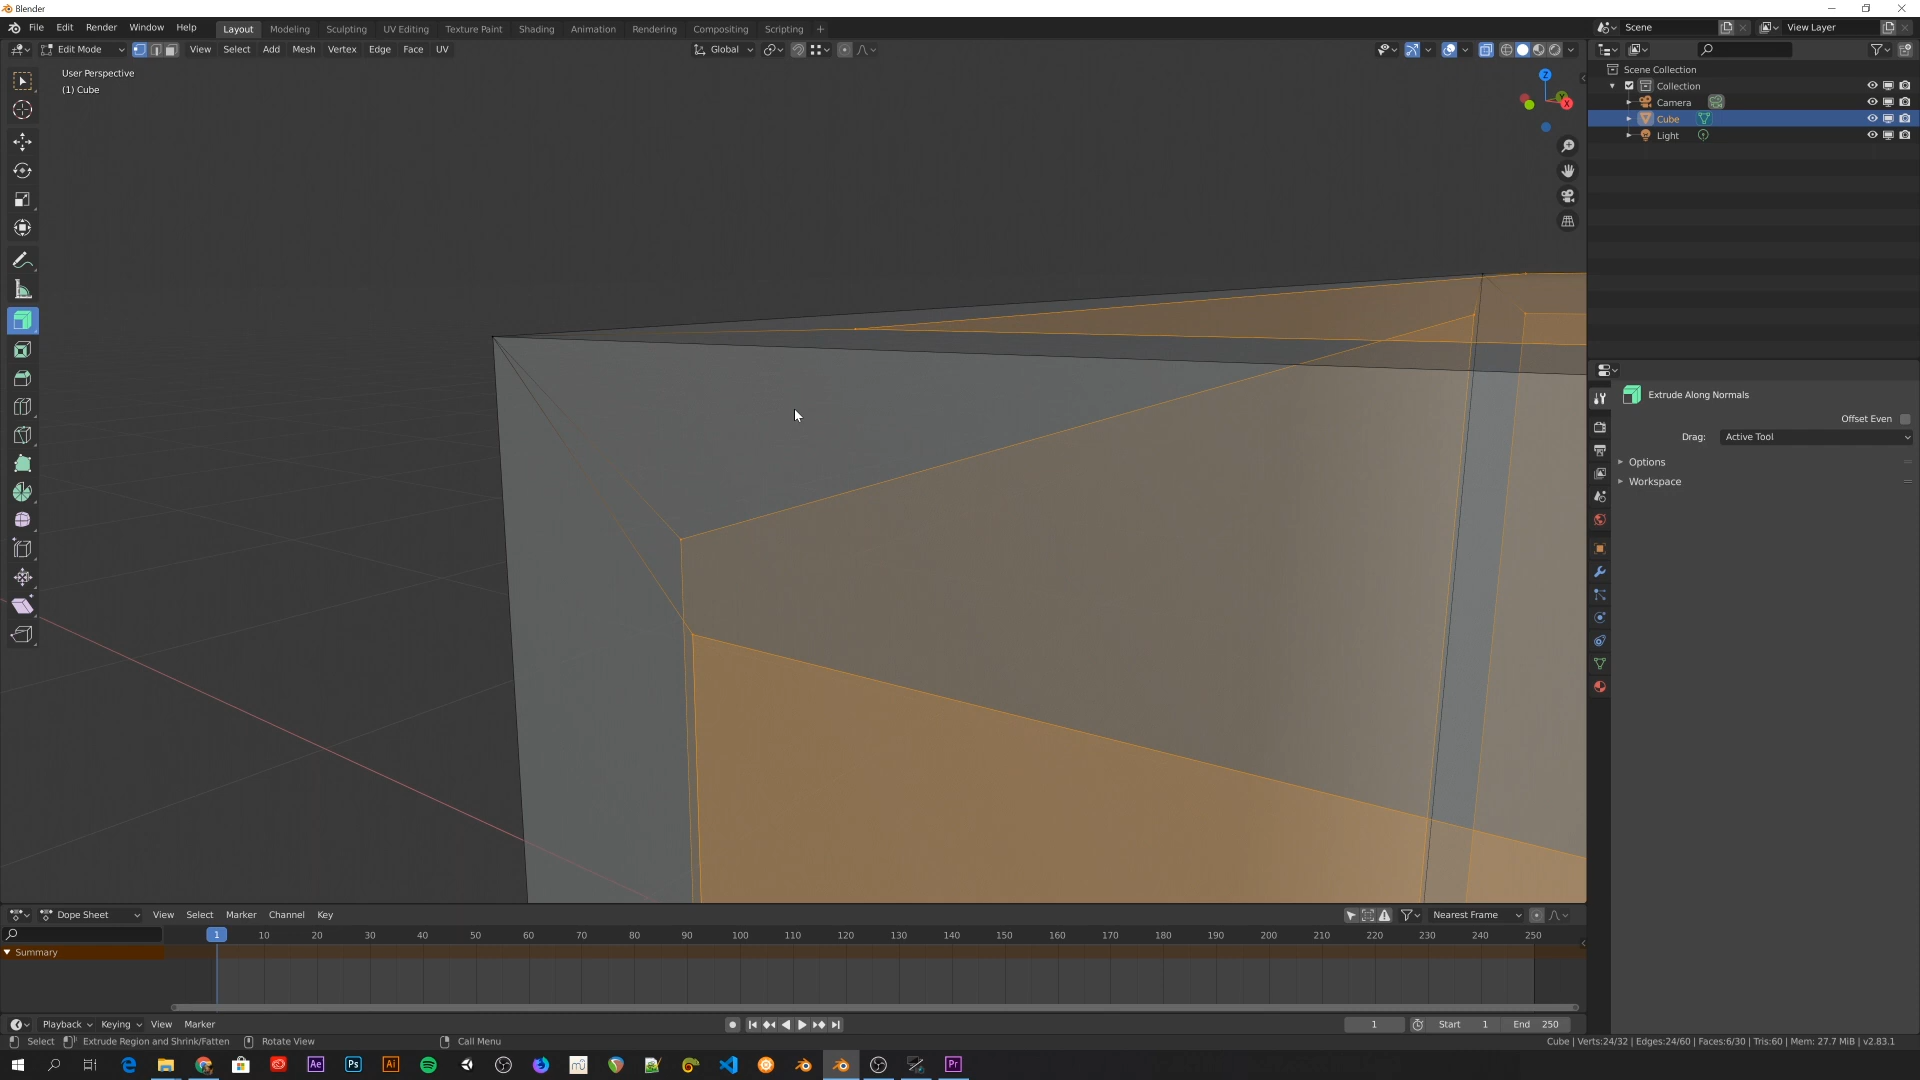 Blender
File Edit Render Window Help Layout Modeling Sculpting UV Editing Texture Paint Shading Animation Rendering Compositing Scripting + Scene View Layer
Edit Mode View Select Add Mesh Vertex Edge Face UV Global
User Perspective
(1) Cube
Z
Y
X
Scene Collection
Collection
Camera
Cube
Light
Extrude Along Normals
Offset Even
Drag: Active Tool
Options
Workspace
Dope Sheet View Select Marker Channel Key Nearest Frame
1 10 20 30 40 50 60 70 80 90 100 110 120 130 140 150 160 170 180 190 200 210 220 230 240 250
Summary
Playback Keying View Marker 1 Start 1 End 250
Select Extrude Region and Shrink/Fatten Rotate View Call Menu Cube | Verts:24/32 | Edges:24/60 | Faces:6/30 | Tris:60 | Mem: 27.7 MiB | v2.83.1
Ae Ps Ai Pr